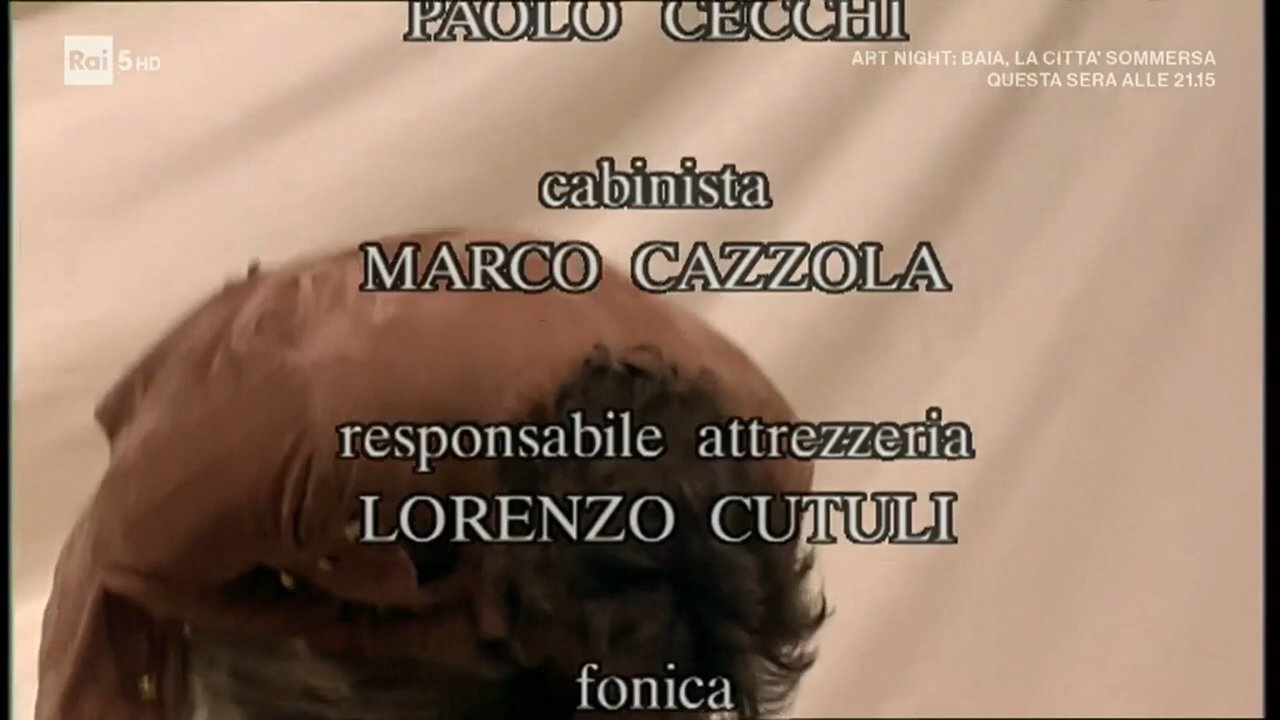 PAOLO CECCHI
Rai 5 HD
ART NIGHT: BAIA, LA CITTA' SOMMERSA
QUESTA SERA ALLE 21.15
cabinista
MARCO CAZZOLA
responsabile attrezzeria
LORENZO CUTULI
fonica